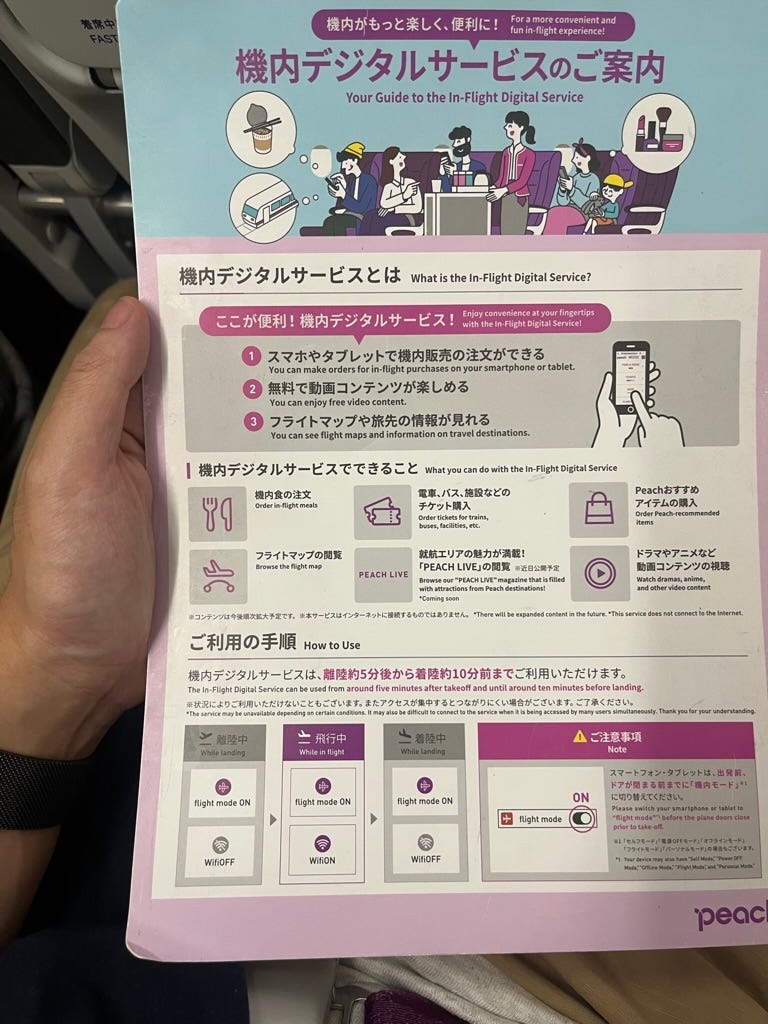 着席中
FAST
機内がもっと楽しく、便利に！
For a more convenient and
fun in-flight experience!
機内デジタルサービスのご案内
Your Guide to the In-Flight Digital Service
機内デジタルサービスとは What is the In-Flight Digital Service?
ここが便利！機内デジタルサービス！
Enjoy convenience at your fingertips
with the In-Flight Digital Service!
1 スマホやタブレットで機内販売の注文ができる
You can make orders for in-flight purchases on your smartphone or tablet.
2 無料で動画コンテンツが楽しめる
You can enjoy free video content.
3 フライトマップや旅先の情報が見れる
You can see flight maps and information on travel destinations.
機内デジタルサービスでできること What you can do with the In-Flight Digital Service
機内食の注文
Order in-flight meals
電車、バス、施設などの
チケット購入
Order tickets for trains,
buses, facilities, etc.
Peachおすすめ
アイテムの購入
Order Peach-recommended
items
フライトマップの閲覧
Browse the flight map
PEACH LIVE
就航エリアの魅力が満載！
「PEACH LIVE」の閲覧 ※近日公開予定
Browse our "PEACH LIVE" magazine that is filled
with attractions from Peach destinations!
*Coming soon
ドラマやアニメなど
動画コンテンツの視聴
Watch dramas, anime,
and other video content
※コンテンツは今後順次拡大予定です。※本サービスはインターネットに接続するものではありません。 *There will be expanded content in the future. *This service does not connect to the Internet.
ご利用の手順 How to Use
機内デジタルサービスは、離陸約5分後から着陸約10分前までご利用いただけます。
The In-Flight Digital Service can be used from around five minutes after takeoff and until around ten minutes before landing.
※状況によりご利用いただけないこともございます。またアクセスが集中するとつながりにくい場合がございます。ご了承ください。
*The service may be unavailable depending on certain conditions. It may also be difficult to connect to the service when it is being accessed by many users simultaneously. Thank you for your understanding.
離陸中
While landing
flight mode ON
WifiOFF
飛行中
While in flight
flight mode ON
WifiON
着陸中
While landing
flight mode ON
WifiOFF
ご注意事項
Note
ON
flight mode
スマートフォン・タブレットは、出発前、
ドアが閉まる前までに「機内モード」※1
に切り替えてください。
Please switch your smartphone or tablet to
"flight mode"*1 before the plane doors close
prior to take-off.
※1 「セルフモード」「電源OFFモード」「オフラインモード」
「フライトモード」「パーソナルモード」の場合もございます。
*1 Your device may also have "Self Mode," "Power OFF
Mode," "Offline Mode," "Flight Mode," and "Personal Mode."
peach